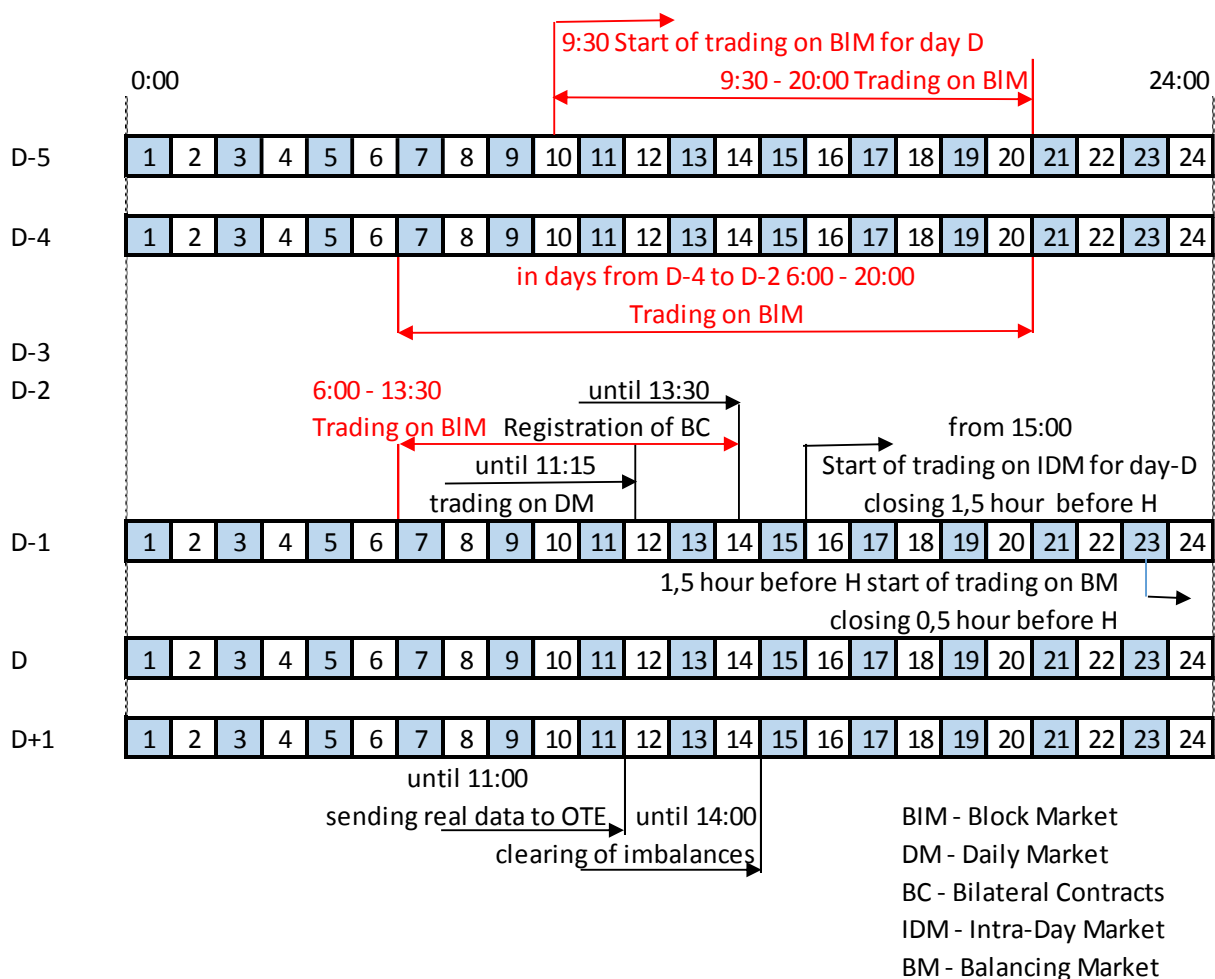 9:30 Start of trading on BlM for day D
0:00
9:30 - 20:00 Trading on BlM
24:00
D-5
1 2 3 4 5 6 7 8 9 10 11 12 13 14 15 16 17 18 19 20 21 22 23 24
D-4
1 2 3 4 5 6 7 8 9 10 11 12 13 14 15 16 17 18 19 20 21 22 23 24
in days from D-4 to D-2 6:00 - 20:00
Trading on BlM
D-3
D-2
6:00 - 13:30
Trading on BlM
until 13:30
Registration of BC
until 11:15
trading on DM
from 15:00
Start of trading on IDM for day-D
closing 1,5 hour before H
D-1
1 2 3 4 5 6 7 8 9 10 11 12 13 14 15 16 17 18 19 20 21 22 23 24
1,5 hour before H start of trading on BM
closing 0,5 hour before H
D
1 2 3 4 5 6 7 8 9 10 11 12 13 14 15 16 17 18 19 20 21 22 23 24
D+1
1 2 3 4 5 6 7 8 9 10 11 12 13 14 15 16 17 18 19 20 21 22 23 24
until 11:00
sending real data to OTE
until 14:00
clearing of imbalances
BlM - Block Market
DM - Daily Market
BC - Bilateral Contracts
IDM - Intra-Day Market
BM - Balancing Market